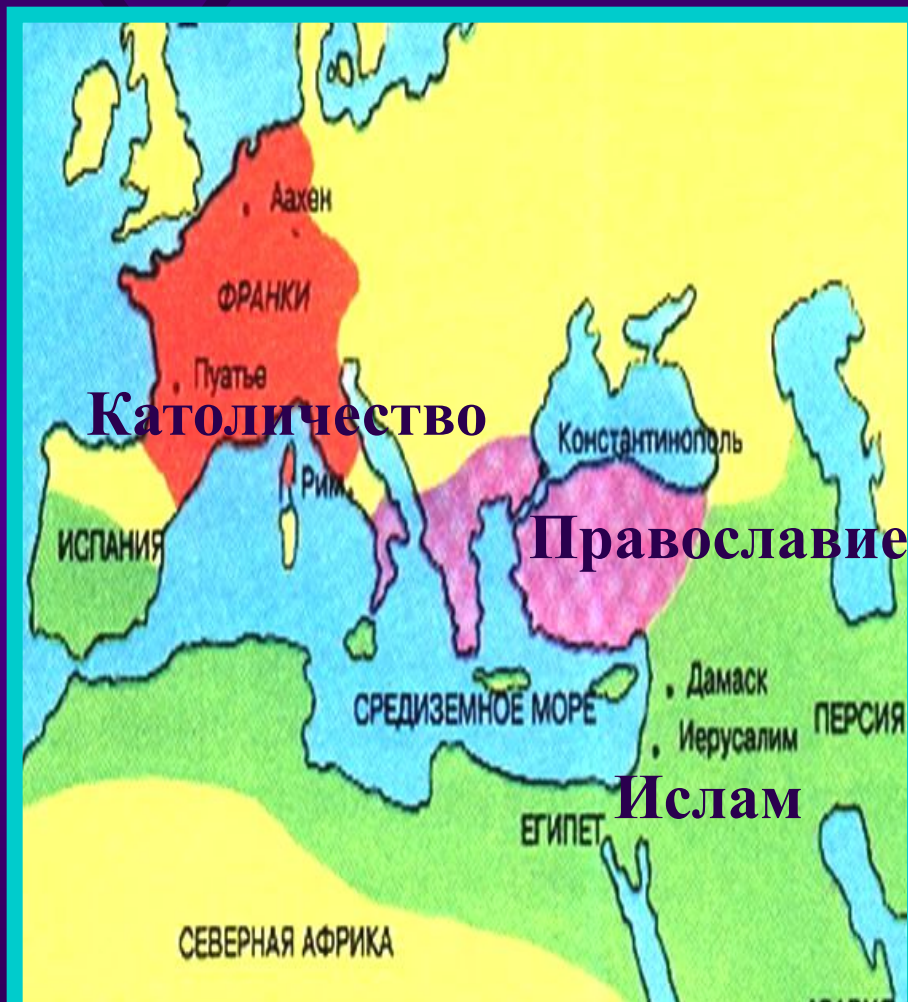 Аахен
ФРАНКИ
Пуатье
Католичество
Константинополь
Рим
Православие
ИСПАНИЯ
Дамаск
СРЕДИЗЕМНОЕ МОРЕ
ПЕРСИЯ
Иерусалим
Ислам
ЕГИПЕТ
СЕВЕРНАЯ АФРИКА